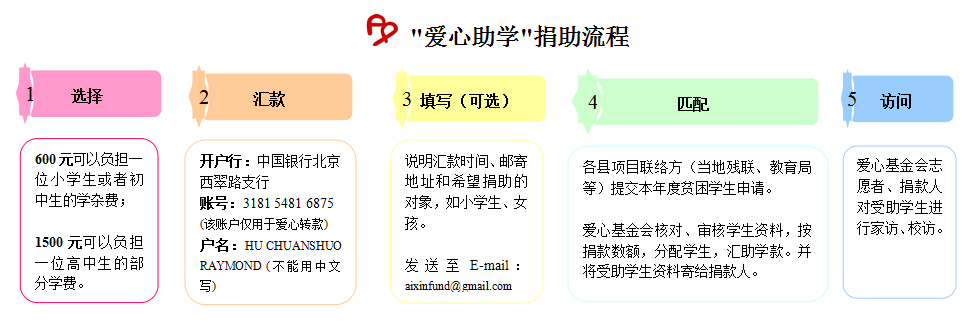 "爱心助学"捐助流程
1 选择
600 元可以负担一
位小学生或者初
中生的学杂费；
1500 元可以负担
一位高中生的部
分学费。
2 汇款
开户行：中国银行北京
西翠路支行
账号：3181 5481 6875
(该账户仅用于爱心转款)
户名：HU CHUANSHUO
RAYMOND (不能用中文
写)
3 填写（可选）
说明汇款时间、邮寄
地址和希望捐助的
对象，如小学生、女
孩。
发送至 E-mail：
aixinfund@gmail.com
4 匹配
各县项目联络方（当地残联、教育局
等）提交本年度贫困学生申请。
爱心基金会核对、审核学生资料，按
捐款数额，分配学生，汇助学款。并
将受助学生资料寄给捐款人。
5 访问
爱心基金会志
愿者、捐款人
对受助学生进
行家访、校访。